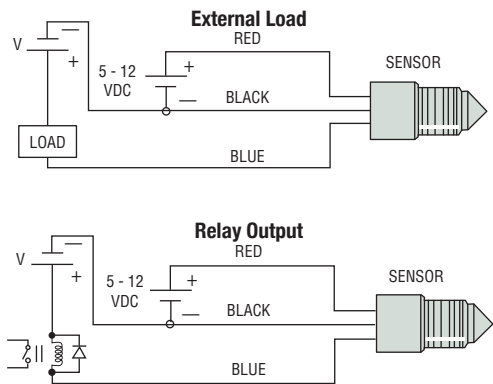 External Load
RED
V
—
+
5 - 12
VDC
+
—
SENSOR
BLACK
LOAD
BLUE
Relay Output
RED
V
—
+
5 - 12
VDC
+
—
SENSOR
BLACK
BLUE